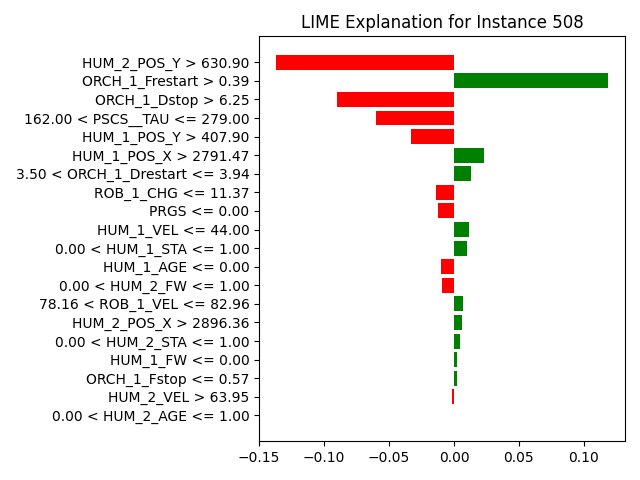 LIME Explanation for Instance 508
HUM_2_POS_Y > 630.90
ORCH_1_Frestart > 0.39
ORCH_1_Dstop > 6.25
162.00 < PSCS__TAU <= 279.00
HUM_1_POS_Y > 407.90
HUM_1_POS_X > 2791.47
3.50 < ORCH_1_Drestart <= 3.94
ROB_1_CHG <= 11.37
PRGS <= 0.00
HUM_1_VEL <= 44.00
0.00 < HUM_1_STA <= 1.00
HUM_1_AGE <= 0.00
0.00 < HUM_2_FW <= 1.00
78.16 < ROB_1_VEL <= 82.96
HUM_2_POS_X > 2896.36
0.00 < HUM_2_STA <= 1.00
HUM_1_FW <= 0.00
ORCH_1_Fstop <= 0.57
HUM_2_VEL > 63.95
0.00 < HUM_2_AGE <= 1.00
−0.15 −0.10 −0.05 0.00 0.05 0.10